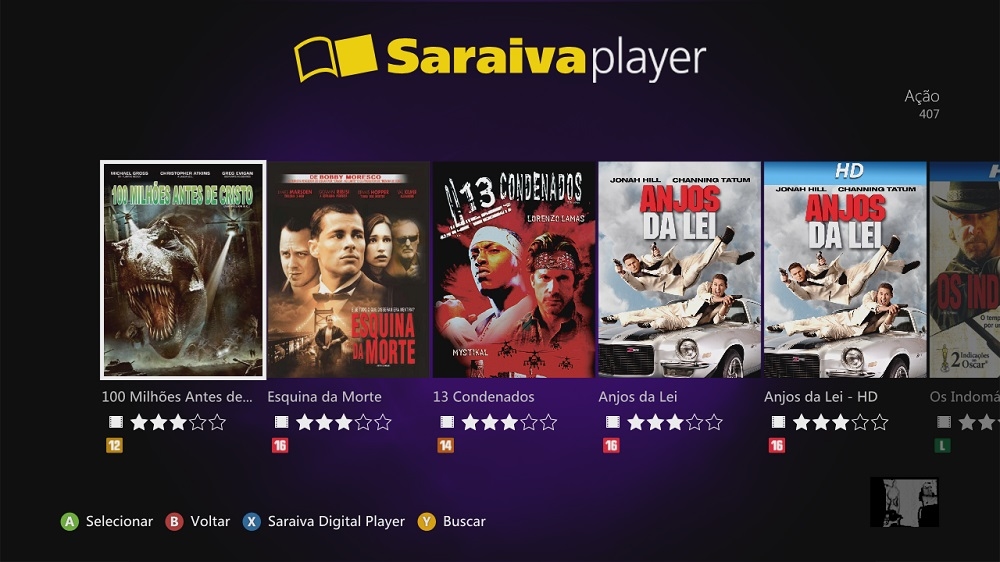 Saraiva player
Ação
407
MICHAEL GROSS CHRISTOPHER ATKINS GREG EVIGAN
100 MILHÕES ANTES DE CRISTO
DE BOBBY MORESCO
ESQUINA
DA MORTE
13 CONDENADOS
LORENZO LAMAS
MYSTIKAL
JONAH HILL CHANNING TATUM
ANJOS
DA LEI
HD
JONAH HILL CHANNING TATUM
ANJOS
DA LEI
OS IND
2 Indicações
ao Oscar
100 Milhões Antes de...
Esquina da Morte
13 Condenados
Anjos da Lei
Anjos da Lei - HD
Os Indomá
12
16
14
16
16
L
A Selecionar B Voltar X Saraiva Digital Player Y Buscar